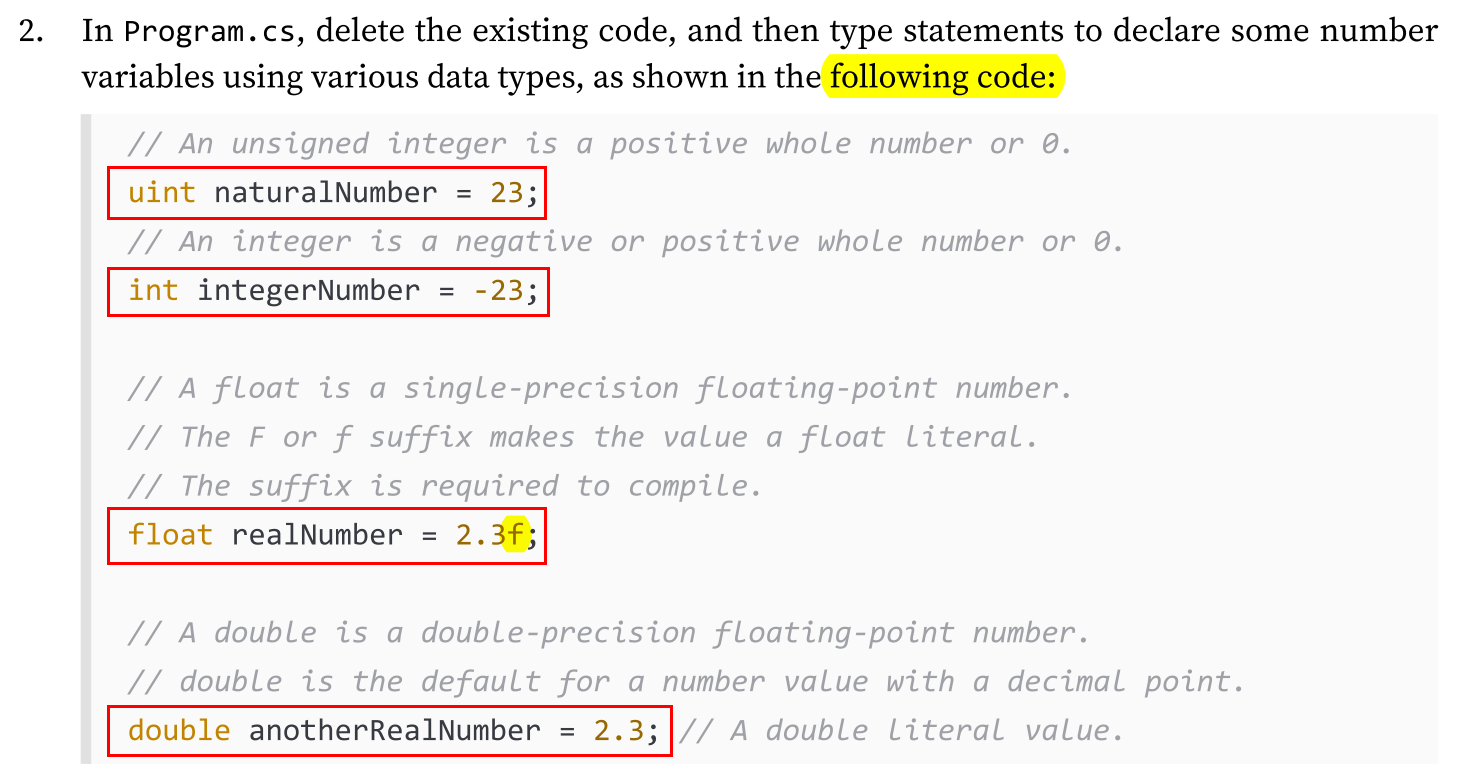 2. In Program.cs, delete the existing code, and then type statements to declare some number
variables using various data types, as shown in the following code:
// An unsigned integer is a positive whole number or 0.
uint naturalNumber = 23;
// An integer is a negative or positive whole number or 0.
int integerNumber = -23;
// A float is a single-precision floating-point number.
// The F or f suffix makes the value a float literal.
// The suffix is required to compile.
float realNumber = 2.3f;
// A double is a double-precision floating-point number.
// double is the default for a number value with a decimal point.
double anotherRealNumber = 2.3; // A double literal value.